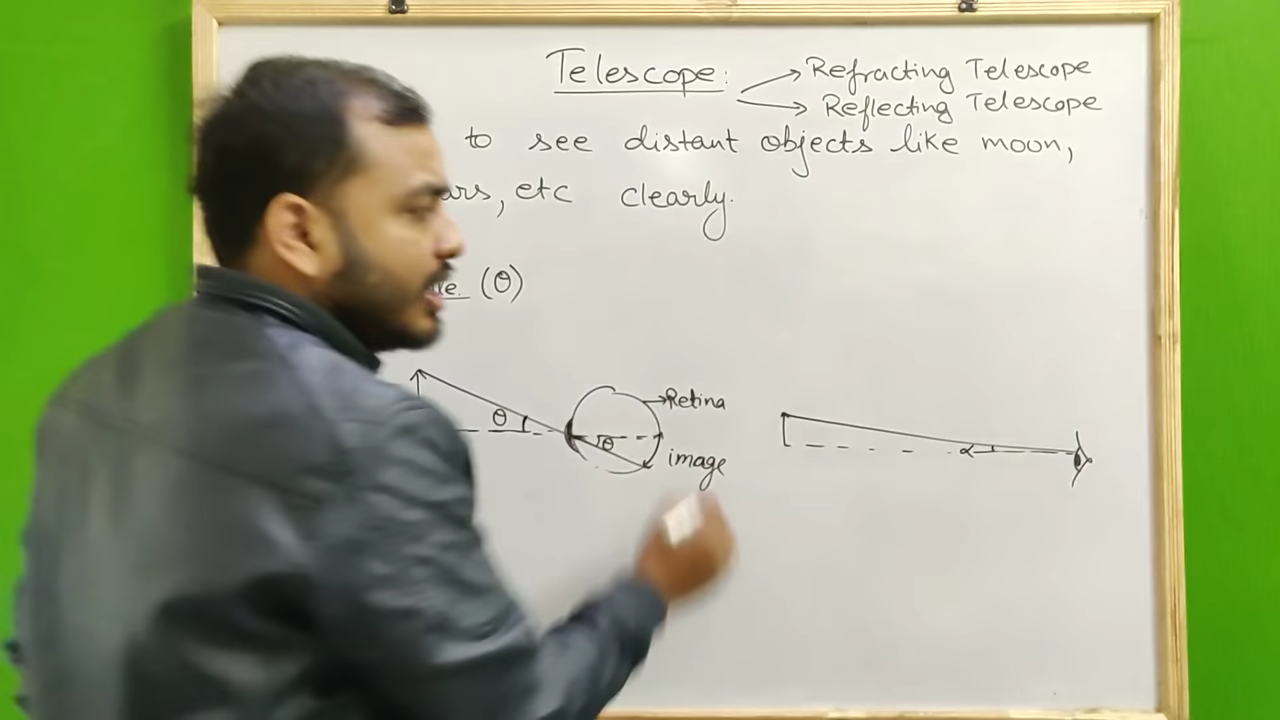 Telescope:
→ Refracting Telescope
→ Reflecting Telescope
to see distant objects like moon,
, etc clearly.
(θ)
θ
→Retina
θ
image
α